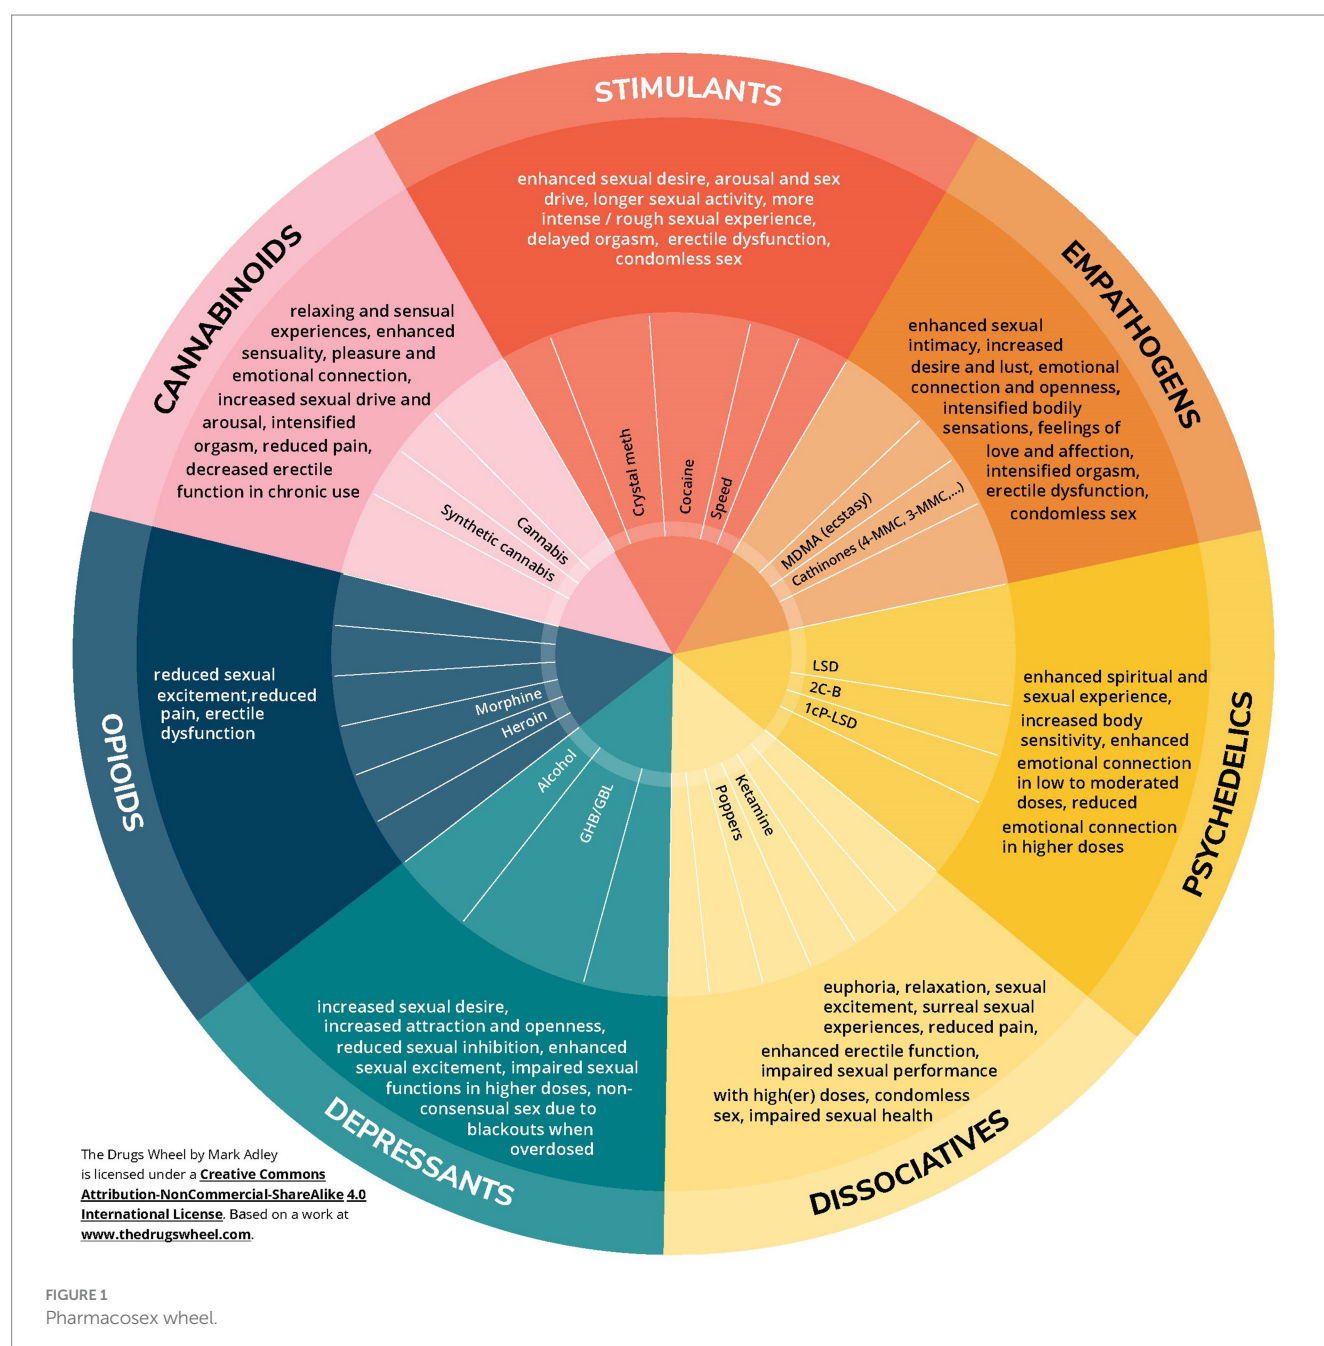 STIMULANTS
enhanced sexual desire, arousal and sex
drive, longer sexual activity, more
intense / rough sexual experience,
delayed orgasm, erectile dysfunction,
condomless sex
Crystal meth
Cocaine
Speed
EMPATHOGENS
enhanced sexual
intimacy, increased
desire and lust, emotional
connection and openness,
intensified bodily
sensations, feelings of
love and affection,
intensified orgasm,
erectile dysfunction,
condomless sex
MDMA (ecstasy)
Cathinones (4-MMC, 3-MMC,...)
PSYCHEDELICS
enhanced spiritual and
sexual experience,
increased body
sensitivity, enhanced
emotional connection
in low to moderated
doses, reduced
emotional connection
in higher doses
LSD
2C-B
1cP-LSD
DISSOCIATIVES
euphoria, relaxation, sexual
excitement, surreal sexual
experiences, reduced pain,
enhanced erectile function,
impaired sexual performance
with high(er) doses, condomless
sex, impaired sexual health
Ketamine
Poppers
DEPRESSANTS
increased sexual desire,
increased attraction and openness,
reduced sexual inhibition, enhanced
sexual excitement, impaired sexual
functions in higher doses, non-
consensual sex due to
blackouts when
overdosed
GHB/GBL
Alcohol
OPIOIDS
reduced sexual
excitement,reduced
pain, erectile
dysfunction
Morphine
Heroin
CANNABINOIDS
relaxing and sensual
experiences, enhanced
sensuality, pleasure and
emotional connection,
increased sexual drive and
arousal, intensified
orgasm, reduced pain,
decreased erectile
function in chronic use
Cannabis
Synthetic cannabis
The Drugs Wheel by Mark Adley
is licensed under a Creative Commons
Attribution-NonCommercial-ShareAlike 4.0
International License. Based on a work at
www.thedrugswheel.com.
FIGURE 1
Pharmacosex wheel.